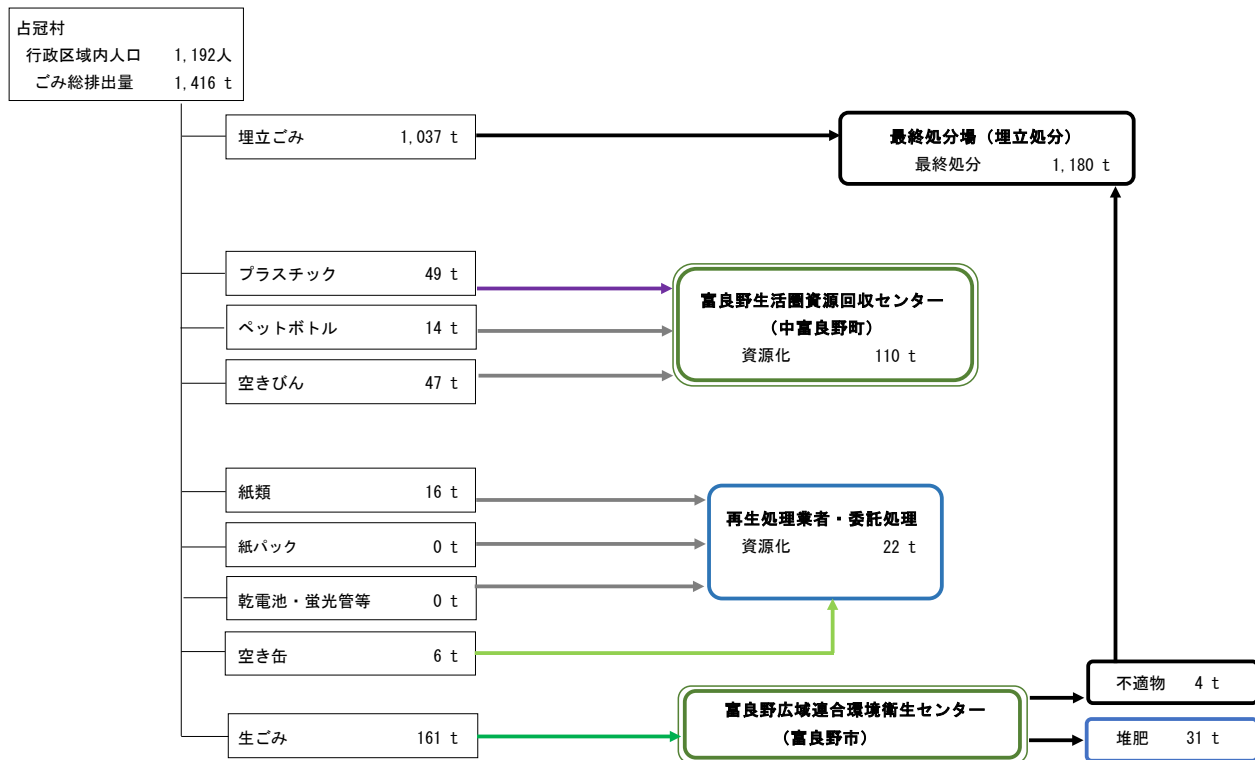 占冠村
行政区域内人口 1,192人
ごみ総排出量 1,416 t
埋立ごみ 1,037 t
最終処分場（埋立処分）
最終処分 1,180 t
プラスチック 49 t
ペットボトル 14 t
空きびん 47 t
富良野生活圏資源回収センター
（中富良野町）
資源化 110 t
紙類 16 t
紙パック 0 t
乾電池・蛍光管等 0 t
空き缶 6 t
再生処理業者・委託処理
資源化 22 t
生ごみ 161 t
富良野広域連合環境衛生センター
（富良野市）
不適物 4 t
堆肥 31 t